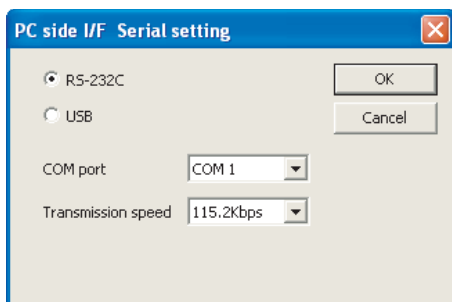 PC side I/F  Serial setting
RS-232C
OK
USB
Cancel
COM port
COM 1
Transmission speed
115.2Kbps